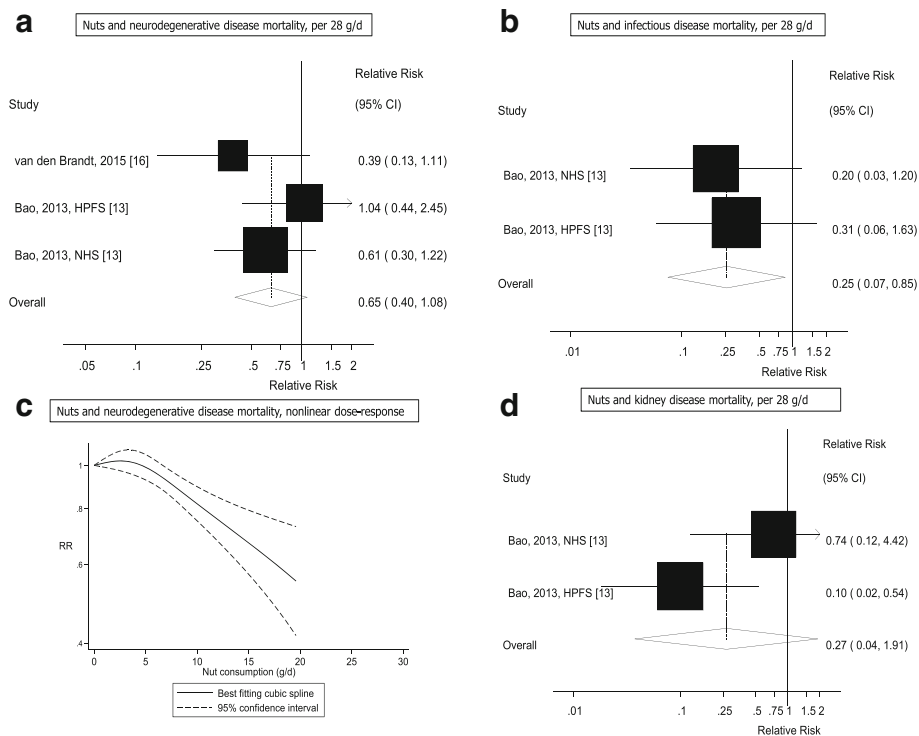 a
Nuts and neurodegenerative disease mortality, per 28 g/d
Relative Risk
Study
(95% CI)
van den Brandt, 2015 [16]
0.39 ( 0.13, 1.11)
Bao, 2013, HPFS [13]
1.04 ( 0.44, 2.45)
Bao, 2013, NHS [13]
0.61 ( 0.30, 1.22)
Overall
0.65 ( 0.40, 1.08)
.05 .1 .25 .5 .75 1 1.5 2
Relative Risk
b
Nuts and infectious disease mortality, per 28 g/d
Relative Risk
Study
(95% CI)
Bao, 2013, NHS [13]
0.20 ( 0.03, 1.20)
Bao, 2013, HPFS [13]
0.31 ( 0.06, 1.63)
Overall
0.25 ( 0.07, 0.85)
.01 .1 .25 .5 .75 1 1.5 2
Relative Risk
c
Nuts and neurodegenerative disease mortality, nonlinear dose-response
1
.8
RR
.6
.4
0 5 10 15 20 25 30
Nut consumption (g/d)
Best fitting cubic spline
95% confidence interval
d
Nuts and kidney disease mortality, per 28 g/d
Relative Risk
Study
(95% CI)
Bao, 2013, NHS [13]
0.74 ( 0.12, 4.42)
Bao, 2013, HPFS [13]
0.10 ( 0.02, 0.54)
Overall
0.27 ( 0.04, 1.91)
.01 .1 .25 .5 .75 1 1.5 2
Relative Risk